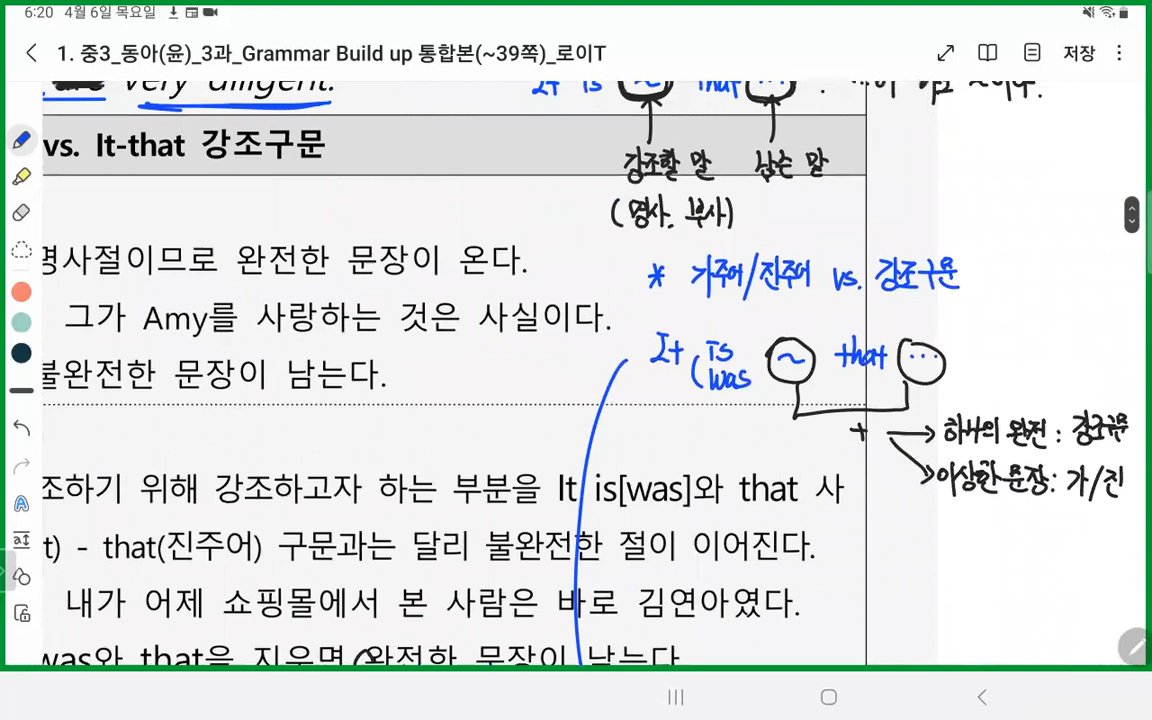 6:20 4월 6일 목요일
1. 중3_동아(윤)_3과_Grammar Build up 통합본(~39쪽)_로이T
저장
are very diligent.
It is ~ that ...
vs. It-that 강조구문
강조할 말 남은 말
(명사, 부사)
명사절이므로 완전한 문장이 온다.
* 가주어/진주어 vs. 강조구문
그가 Amy를 사랑하는 것은 사실이다.
It (is was ~ that ...
불완전한 문장이 남는다.
+ → 하나의 완전 : 강조구문
→ 이상한 문장 : 가/진
조하기 위해 강조하고자 하는 부분을 It is[was]와 that 사
t) - that(진주어) 구문과는 달리 불완전한 절이 이어진다.
내가 어제 쇼핑몰에서 본 사람은 바로 김연아였다.
was와 that을 지우면 완전한 문장이 남는다